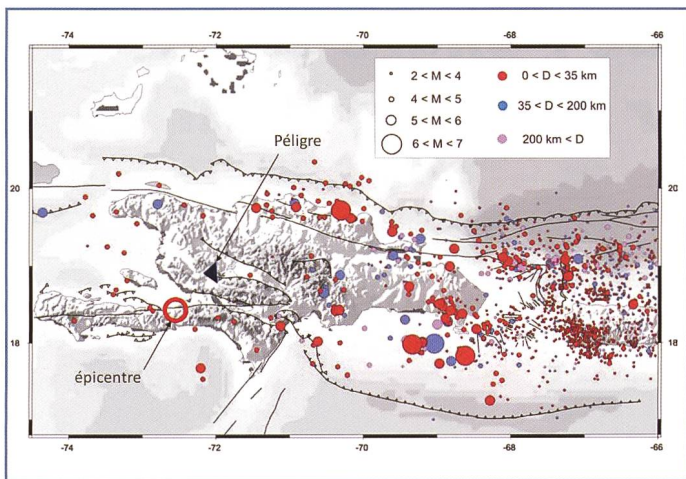 -74 -72 -70 -68 -66
2 < M < 4
4 < M < 5
5 < M < 6
6 < M < 7
0 < D < 35 km
35 < D < 200 km
200 km < D
Péligre
20 20
18 18
épicentre
-74 -72 -71 -70 -68 -66